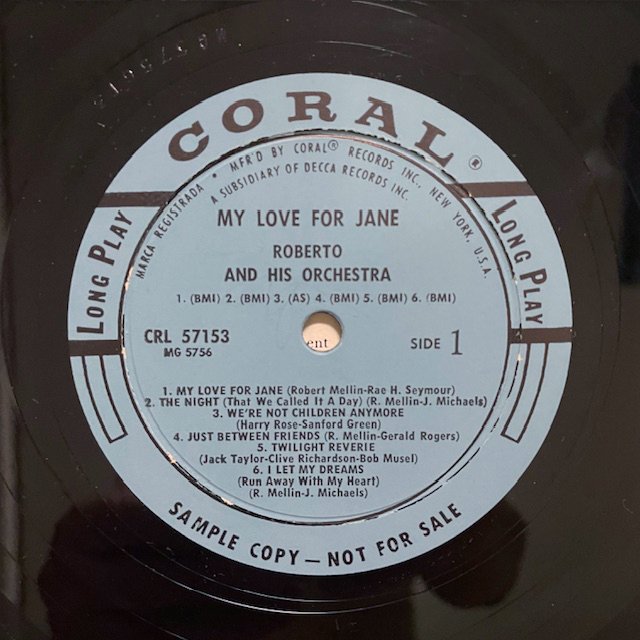 CORAL®
MARCA REGISTRADA • MFR'D BY CORAL® RECORDS INC., NEW YORK, U.S.A.
A SUBSIDIARY OF DECCA RECORDS INC.
LONG PLAY
LONG PLAY
MY LOVE FOR JANE
ROBERTO
AND HIS ORCHESTRA
1. (BMI) 2. (BMI) 3. (AS) 4. (BMI) 5. (BMI) 6. (BMI)
CRL 57153
MG 5756
SIDE 1
ent
1. MY LOVE FOR JANE (Robert Mellin-Rae H. Seymour)
2. THE NIGHT (That We Called It A Day) (R. Mellin-J. Michaels)
3. WE'RE NOT CHILDREN ANYMORE
(Harry Rose-Sanford Green)
4. JUST BETWEEN FRIENDS (R. Mellin-Gerald Rogers)
5. TWILIGHT REVERIE
(Jack Taylor-Clive Richardson-Bob Musel)
6. I LET MY DREAMS
(Run Away With My Heart)
(R. Mellin-J. Michaels)
SAMPLE COPY — NOT FOR SALE